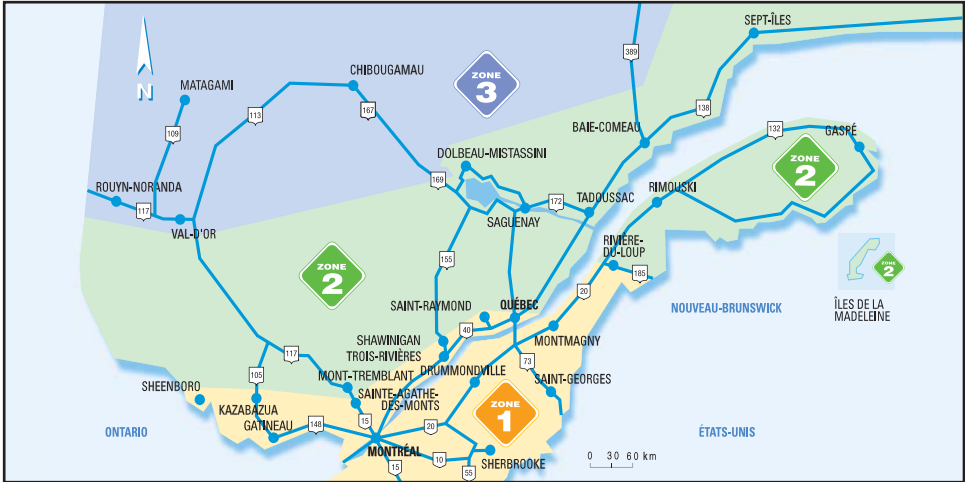 SEPT-ÎLES
389
N
MATAGAMI
CHIBOUGAMAU
ZONE
3
113
167
138
109
BAIE-COMEAU
132
GASPÉ
DOLBEAU-MISTASSINI
ZONE
2
169
ROUYN-NORANDA
117
172
TADOUSSAC
RIMOUSKI
SAGUENAY
VAL-D'OR
RIVIÈRE-
DU-LOUP
155
ZONE
2
185
ZONE
2
20
SAINT-RAYMOND
QUÉBEC
ÎLES DE LA
MADELEINE
NOUVEAU-BRUNSWICK
40
SHAWINIGAN
MONTMAGNY
TROIS-RIVIÈRES
117
73
DRUMMONDVILLE
105
MONT-TREMBLANT
SAINT-GEORGES
SHEENBORO
SAINTE-AGATHE-
DES-MONTS
ZONE
1
KAZABAZUA
15
GATINEAU
148
20
ONTARIO
ÉTATS-UNIS
MONTRÉAL
10
SHERBROOKE
0 30 60 km
15
55